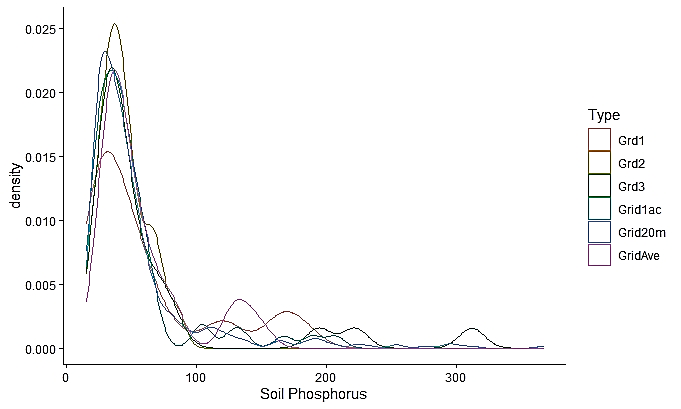 0.025
0.020
0.015
0.010
0.005
0.000
density
0 100 200 300
Soil Phosphorus
Type
Grd1
Grd2
Grd3
Grid1ac
Grid20m
GridAve